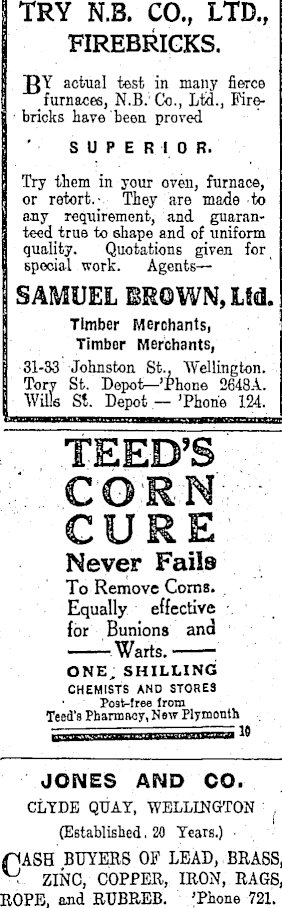 TRY N.B. CO., LTD.,
FIREBRICKS.
BY actual test in many fierce
furnaces, N.B. Co., Ltd., Fire-
bricks have been proved
SUPERIOR.
Try them in your oven, furnace,
or retort. They are made to
any requirement, and guaran-
teed true to shape and of uniform
quality. Quotations given for
special work. Agents—
SAMUEL BROWN, Ltd.
Timber Merchants,
Timber Merchants,
31-33 Johnston St., Wellington.
Tory St. Depot—'Phone 2648A.
Wills St. Depot — 'Phone 124.
TEED'S
CORN
CURE
Never Fails
To Remove Corns.
Equally effective
for Bunions and
Warts.
ONE SHILLING
CHEMISTS AND STORES
Post-free from
Teed's Pharmacy, New Plymouth
10
JONES AND CO.
CLYDE QUAY, WELLINGTON
(Established 20 Years.)
CASH BUYERS OF LEAD, BRASS,
ZINC, COPPER, IRON, RAGS,
ROPE, and RUBREB. 'Phone 721.